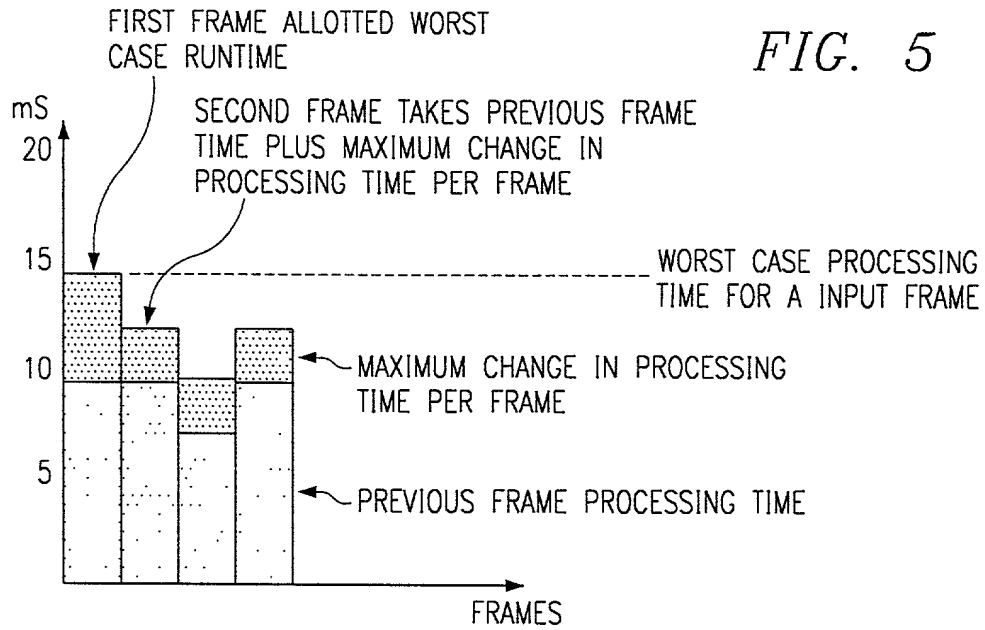 FIRST FRAME ALLOTTED WORST
CASE RUNTIME
FIG. 5
mS
SECOND FRAME TAKES PREVIOUS FRAME
TIME PLUS MAXIMUM CHANGE IN
PROCESSING TIME PER FRAME
20
15
WORST CASE PROCESSING
TIME FOR A INPUT FRAME
10
MAXIMUM CHANGE IN PROCESSING
TIME PER FRAME
5
PREVIOUS FRAME PROCESSING TIME
FRAMES